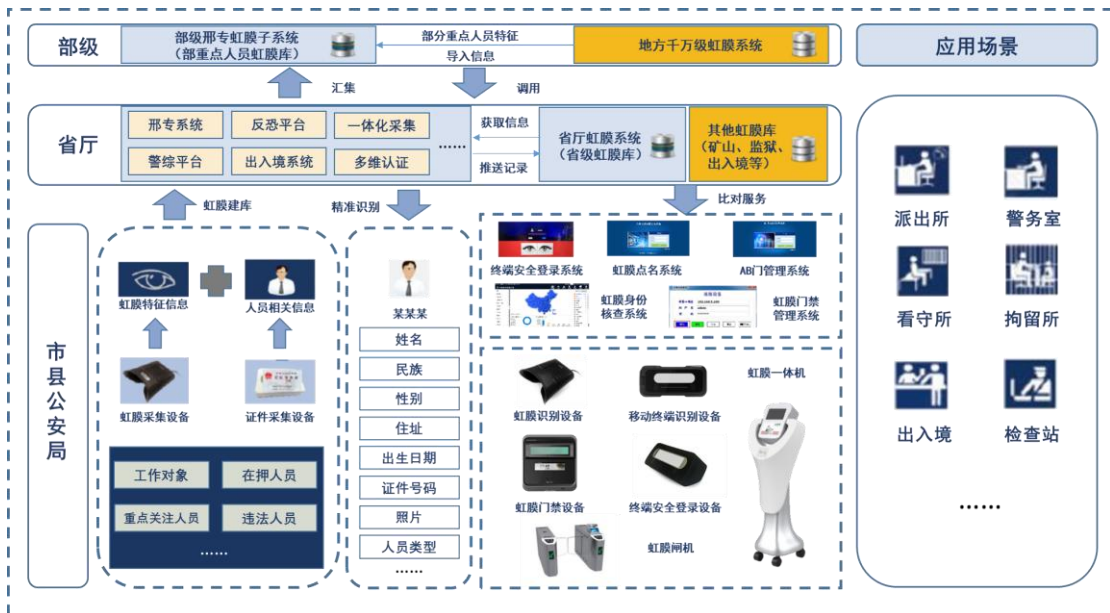 部级
部级邢专虹膜子系统
（部重点人员虹膜库）
部分重点人员特征
导入信息
地方千万级虹膜系统
应用场景
汇集
调用
省厅
邢专系统
反恐平台
一体化采集
警综平台
出入境系统
多维认证
……
获取信息
推送记录
省厅虹膜系统
（省级虹膜库）
其他虹膜库
（矿山、监狱、
出入境等）
虹膜建库
精准识别
比对服务
市县公安局
虹膜特征信息
人员相关信息
虹膜采集设备
证件采集设备
工作对象
在押人员
重点关注人员
违法人员
……
某某某
姓名
民族
性别
住址
出生日期
证件号码
照片
人员类型
……
终端安全登录系统
虹膜点名系统
AB门管理系统
虹膜身份
核查系统
虹膜门禁
管理系统
虹膜识别设备
移动终端识别设备
虹膜一体机
虹膜门禁设备
终端安全登录设备
虹膜闸机
派出所
警务室
看守所
拘留所
出入境
检查站
……